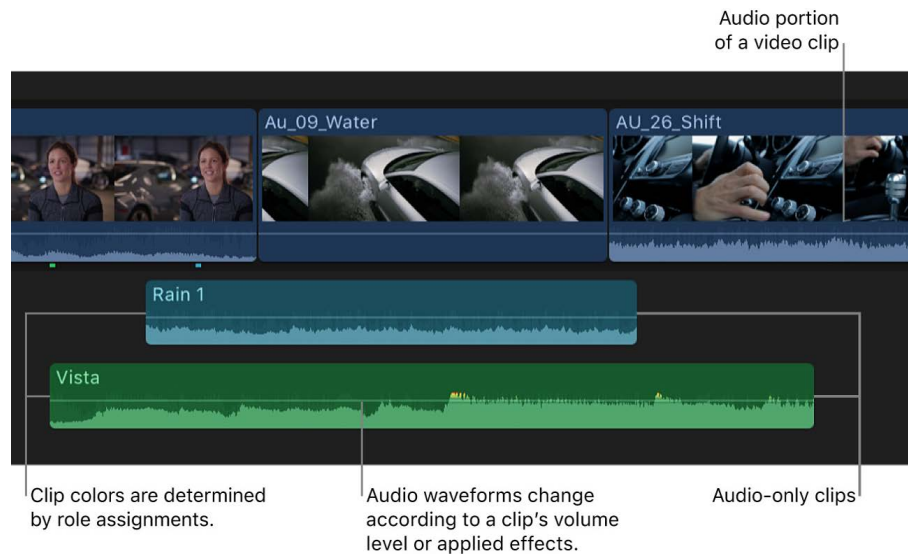 Audio portion
of a video clip
Au_09_Water
AU_26_Shift
Rain 1
Vista
Clip colors are determined
by role assignments.
Audio waveforms change
according to a clip’s volume
level or applied effects.
Audio-only clips